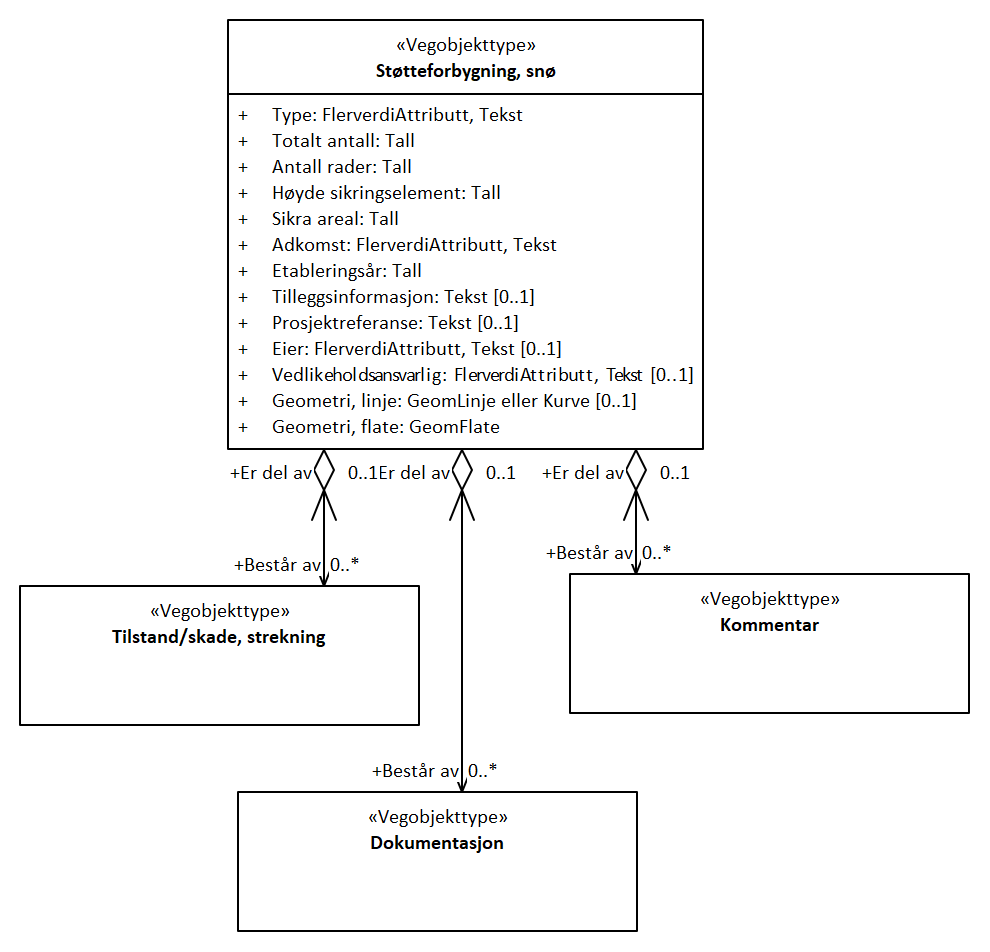 «Vegobjekttype»
Støtteforbygning, snø
+ Type: FlerverdiAttributt, Tekst
+ Totalt antall: Tall
+ Antall rader: Tall
+ Høyde sikringselement: Tall
+ Sikra areal: Tall
+ Adkomst: FlerverdiAttributt, Tekst
+ Etableringsår: Tall
+ Tilleggsinformasjon: Tekst [0..1]
+ Prosjektreferanse: Tekst [0..1]
+ Eier: FlerverdiAttributt, Tekst [0..1]
+ Vedlikeholdsansvarlig: FlerverdiAttributt, Tekst [0..1]
+ Geometri, linje: GeomLinje eller Kurve [0..1]
+ Geometri, flate: GeomFlate
+Er del av 0..1Er del av 0..1 +Er del av 0..1
+Består av 0..* +Består av 0..*
«Vegobjekttype»
Tilstand/skade, strekning
«Vegobjekttype»
Kommentar
+Består av 0..*
«Vegobjekttype»
Dokumentasjon